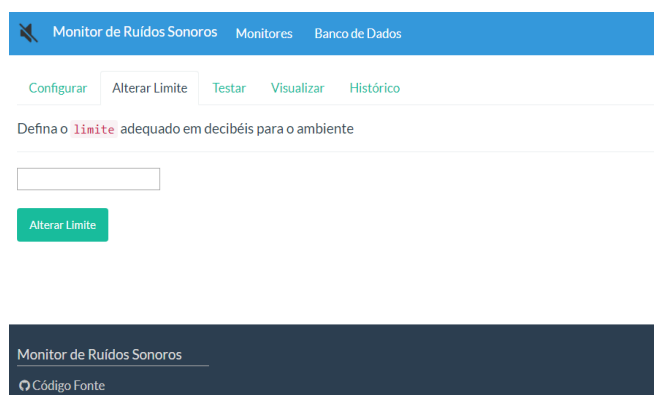 Monitor de Ruídos Sonoros Monitores Banco de Dados
Configurar Alterar Limite Testar Visualizar Histórico
Defina o limite adequado em decibéis para o ambiente
Alterar Limite
Monitor de Ruídos Sonoros
Código Fonte